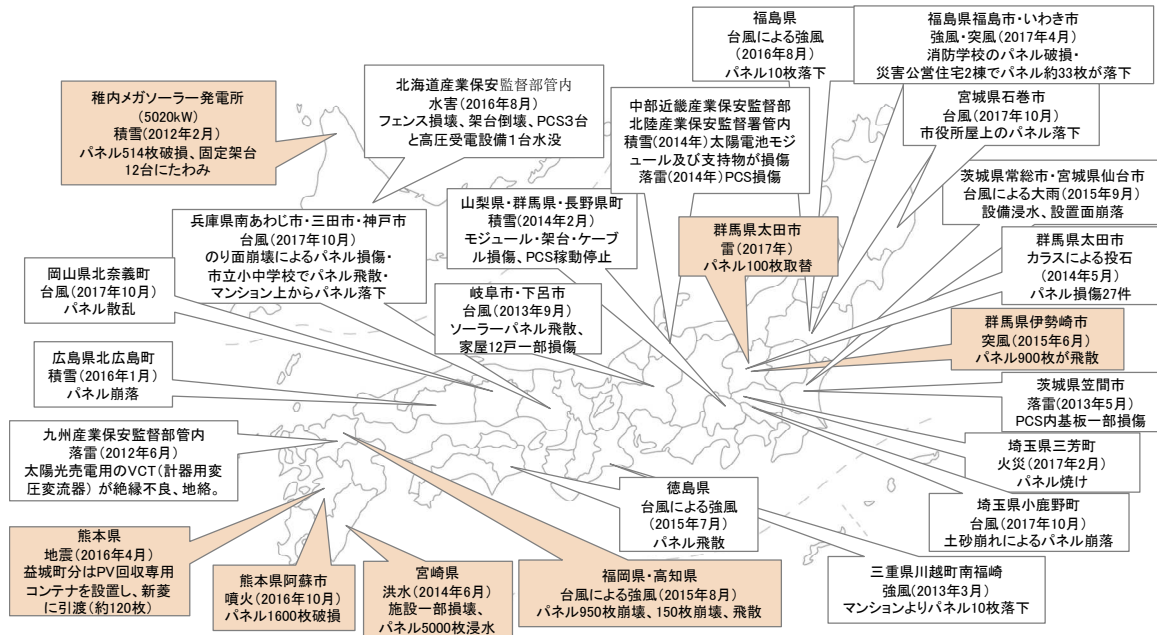 福島県
台風による強風
(2016年8月)
パネル10枚落下
福島県福島市・いわき市
強風・突風(2017年4月)
消防学校のパネル破損・
災害公営住宅2棟でパネル約33枚が落下
稚内メガソーラー発電所
(5020kW)
積雪(2012年2月)
パネル514枚破損、固定架台
12台にたわみ
北海道産業保安監督部管内
水害(2016年8月)
フェンス損壊、架台倒壊、PCS3台
と高圧受電設備1台水没
中部近畿産業保安監督部
北陸産業保安監督署管内
積雪(2014年)太陽電池モジ
ュール及び支持物が損傷
落雷(2014年)PCS損傷
宮城県石巻市
台風(2017年10月)
市役所屋上のパネル落下
茨城県常総市・宮城県仙台市
台風による大雨(2015年9月)
設備浸水、設置面崩落
兵庫県南あわじ市・三田市・神戸市
台風(2017年10月)
のり面崩壊によるパネル損傷・
市立小中学校でパネル飛散・
マンション上からパネル落下
山梨県・群馬県・長野県町
積雪(2014年2月)
モジュール・架台・ケーブ
ル損傷、PCS稼動停止
群馬県太田市
雷(2017年)
パネル100枚取替
群馬県太田市
カラスによる投石
(2014年5月)
パネル損傷27件
岡山県北奈義町
台風(2017年10月)
パネル散乱
岐阜市・下呂市
台風(2013年9月)
ソーラーパネル飛散、
家屋12戸一部損傷
群馬県伊勢崎市
突風(2015年6月)
パネル900枚が飛散
広島県北広島町
積雪(2016年1月)
パネル崩落
茨城県笠間市
落雷(2013年5月)
PCS内基板一部損傷
九州産業保安監督部管内
落雷(2012年6月)
太陽光売電用のVCT(計器用変
圧変流器)が絶縁不良、地絡。
埼玉県三芳町
火災(2017年2月)
パネル焼け
徳島県
台風による強風
(2015年7月)
パネル飛散
埼玉県小鹿野町
台風(2017年10月)
土砂崩れによるパネル崩落
熊本県
地震(2016年4月)
益城町分はPV回収専用
コンテナを設置し、新菱
に引渡(約120枚)
熊本県阿蘇市
噴火(2016年10月)
パネル1600枚破損
宮崎県
洪水(2014年6月)
施設一部損壊、
パネル5000枚浸水
福岡県・高知県
台風による強風(2015年8月)
パネル950枚崩壊、150枚崩壊、飛散
三重県川越町南福崎
強風(2013年3月)
マンションよりパネル10枚落下